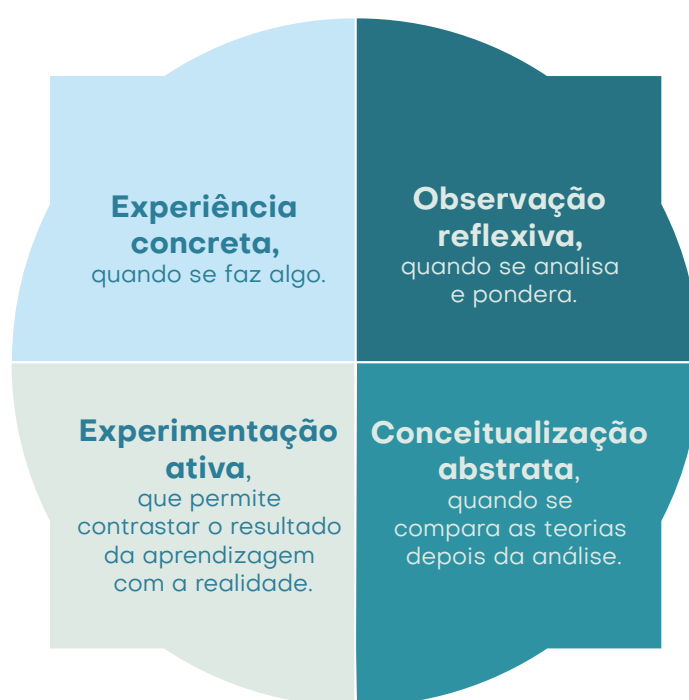 Experiência
concreta,
quando se faz algo.
Observação
reflexiva,
quando se analisa
e pondera.
Experimentação
ativa,
que permite
contrastar o resultado
da aprendizagem
com a realidade.
Conceitualização
abstrata,
quando se
compara as teorias
depois da análise.